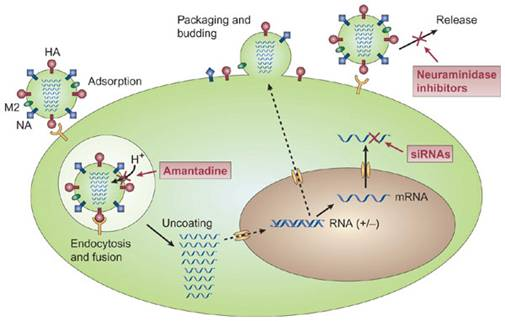 Packaging and
budding
Release
HA
Adsorption
Neuraminidase
inhibitors
M2
NA
siRNAs
H+
Amantadine
mRNA
Uncoating
RNA (+/–)
Endocytosis
and fusion